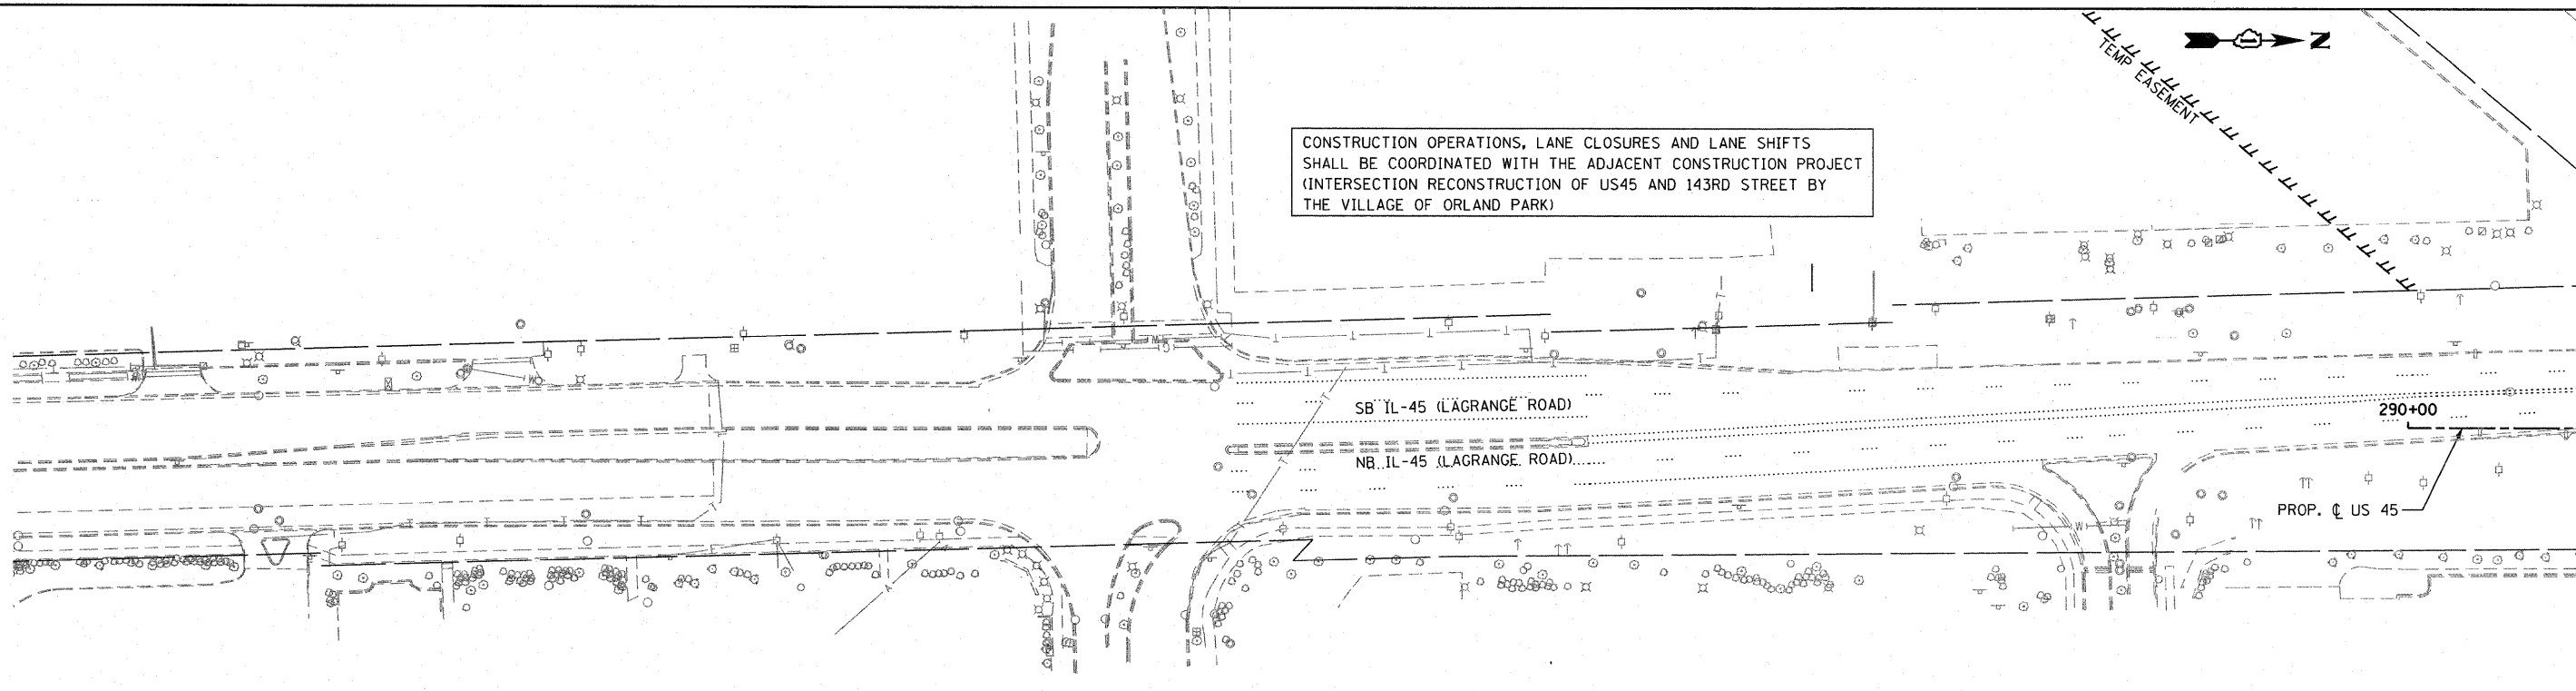 N
TEMP EASEMENT
CONSTRUCTION OPERATIONS, LANE CLOSURES AND LANE SHIFTS
SHALL BE COORDINATED WITH THE ADJACENT CONSTRUCTION PROJECT
(INTERSECTION RECONSTRUCTION OF US45 AND 143RD STREET BY
THE VILLAGE OF ORLAND PARK)
SB IL-45 (LAGRANGE ROAD)
290+00
NB IL-45 (LAGRANGE ROAD)
PROP. ℄ US 45